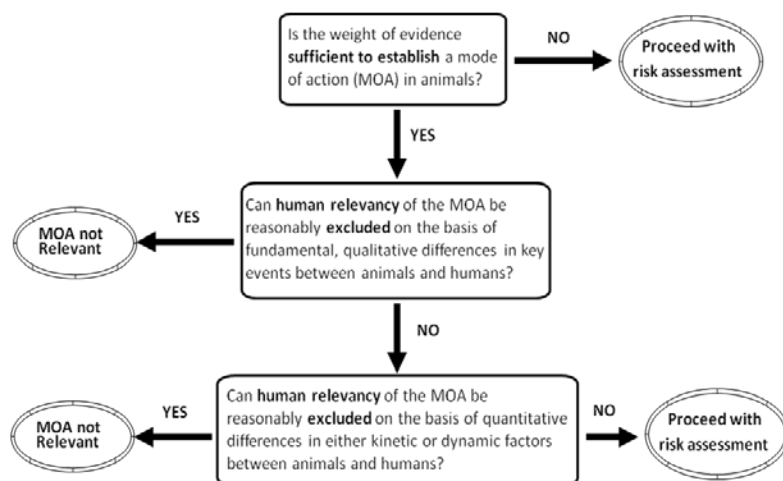 Is the weight of evidence
sufficient to establish a mode
of action (MOA) in animals?
NO
Proceed with
risk assessment
YES
Can human relevancy of the MOA be
reasonably excluded on the basis of
fundamental, qualitative differences in key
events between animals and humans?
YES
MOA not
Relevant
NO
Can human relevancy of the MOA be
reasonably excluded on the basis of quantitative
differences in either kinetic or dynamic factors
between animals and humans?
YES
MOA not
Relevant
NO
Proceed with
risk assessment